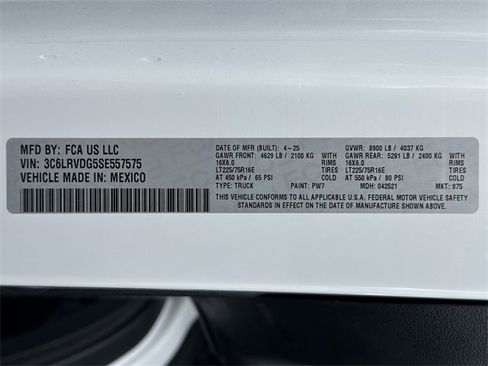 MFD BY: FCA US LLC
VIN: 3C6LRVDG5SE557575
VEHICLE MADE IN: MEXICO
DATE OF MFR (BUILT): 4-25 GVWR: 8900 LB / 4037 KG
GAWR FRONT: 4629 LB / 2100 KG GAWR REAR: 5291 LB / 2400 KG
16X6.0 RIMS 16X6.0 RIMS
LT225/75R16E TIRES LT225/75R16E TIRES
AT 450 kPa / 65 PSI COLD AT 550 kPa / 80 PSI COLD
TYPE: TRUCK PAINT: PW7 MDH: 042521 MKT: 875
THIS VEHICLE CONFORMS TO ALL APPLICABLE U.S.A. FEDERAL MOTOR VEHICLE SAFETY
STANDARDS IN EFFECT ON THE DATE OF MANUFACTURE SHOWN ABOVE.